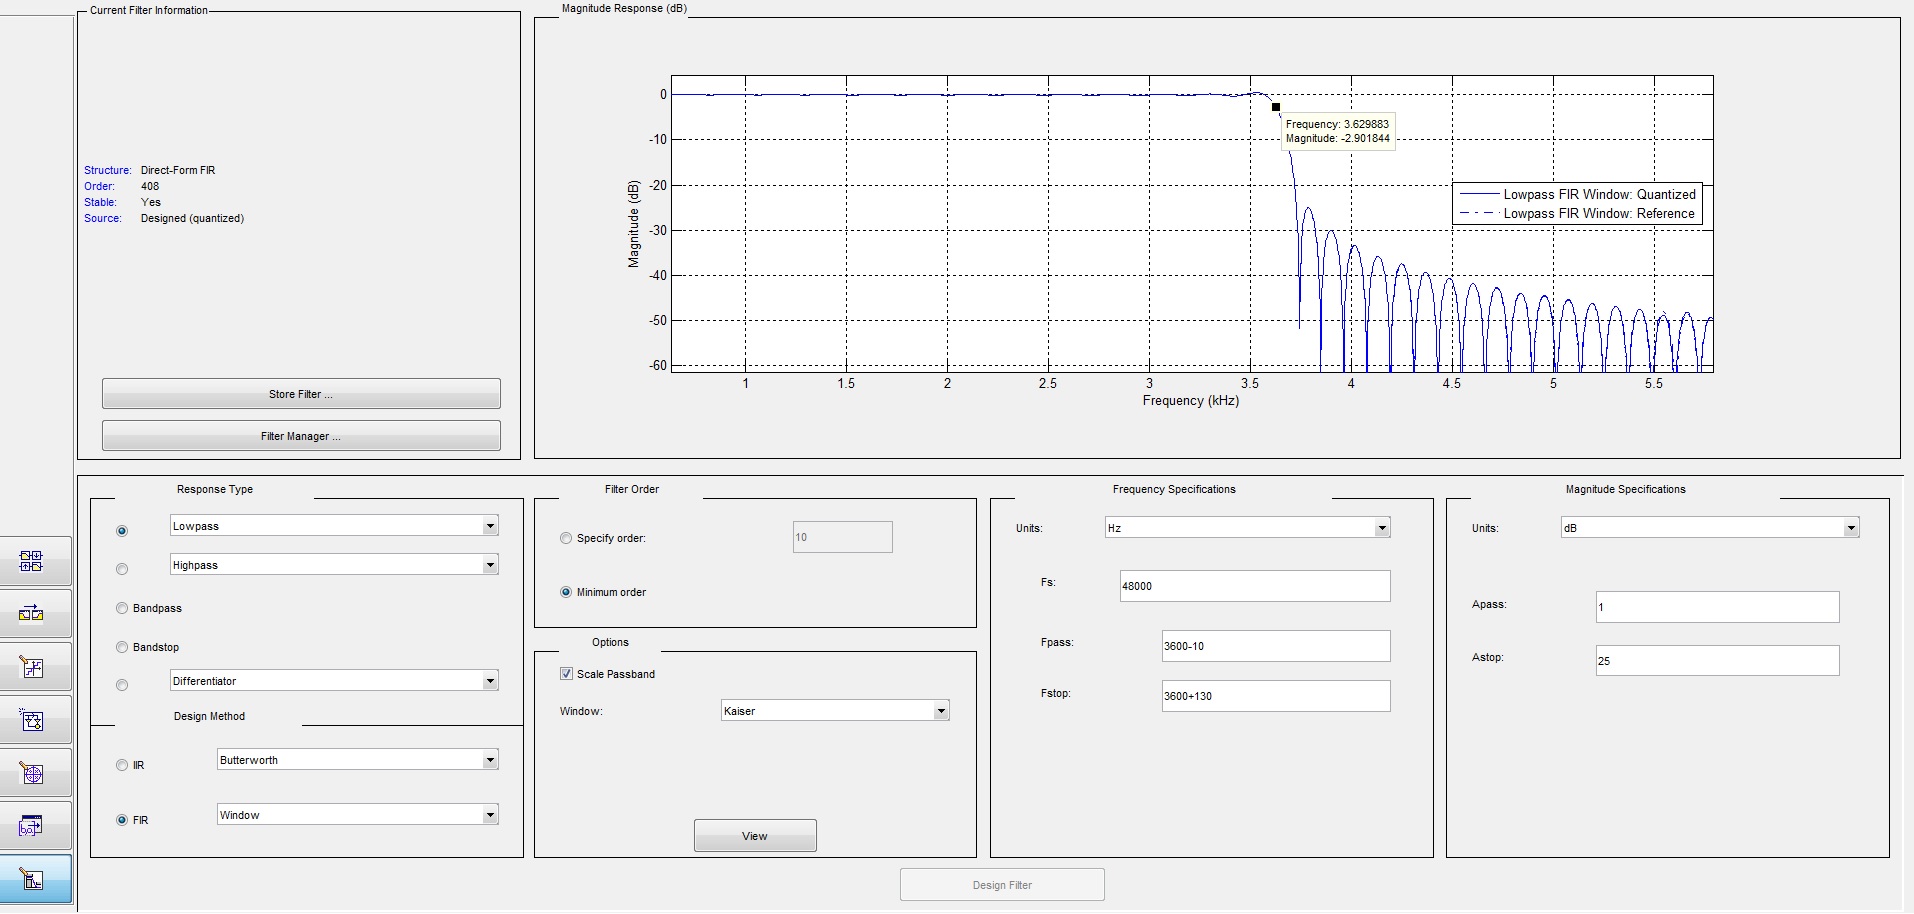 Current Filter Information
Structure: Direct-Form FIR
Order: 408
Stable: Yes
Source: Designed (quantized)
Store Filter ...
Filter Manager ...
Magnitude Response (dB)
0
-10
-20
-30
-40
-50
-60
Magnitude (dB)
Frequency: 3.629883
Magnitude: -2.901844
Lowpass FIR Window: Quantized
Lowpass FIR Window: Reference
1 1.5 2 2.5 3 3.5 4 4.5 5 5.5
Frequency (kHz)
Response Type
Lowpass
Highpass
Bandpass
Bandstop
Differentiator
Design Method
IIR Butterworth
FIR Window
Filter Order
Specify order: 10
Minimum order
Options
Scale Passband
Window: Kaiser
View
Frequency Specifications
Units: Hz
Fs: 48000
Fpass: 3600-10
Fstop: 3600+130
Magnitude Specifications
Units: dB
Apass: 1
Astop: 25
Design Filter